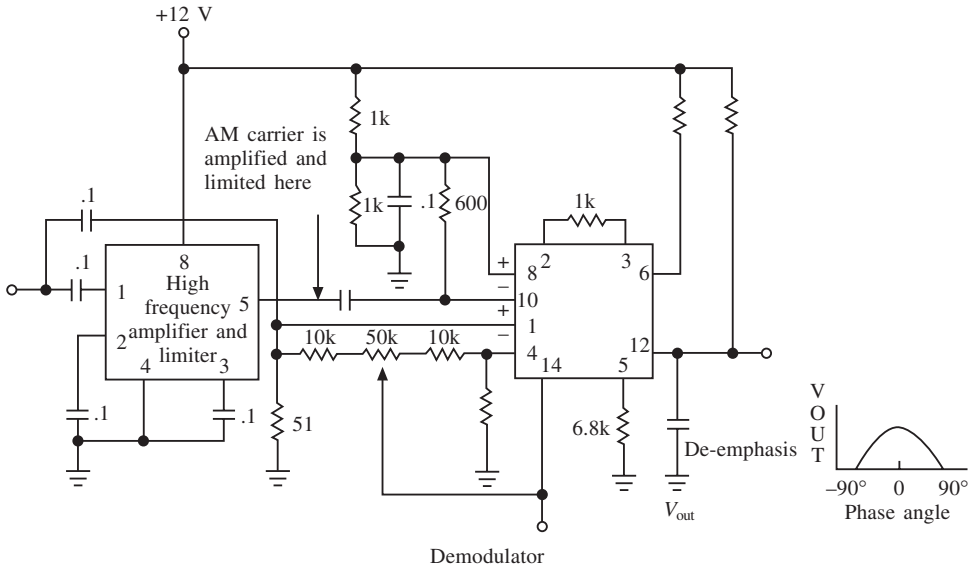 +12 V
1k
AM carrier is
amplified and
limited here
.1
1k
.1
600
1k
.1
8
High
frequency
amplifier and
limiter
1
5
2
4
3
+
8
2
3
6
−
10
+
1
−
4
14
12
5
10k
50k
10k
.1
.1
51
6.8k
De-emphasis
V
O
U
T
−90°
0
90°
Phase angle
Vout
Demodulator